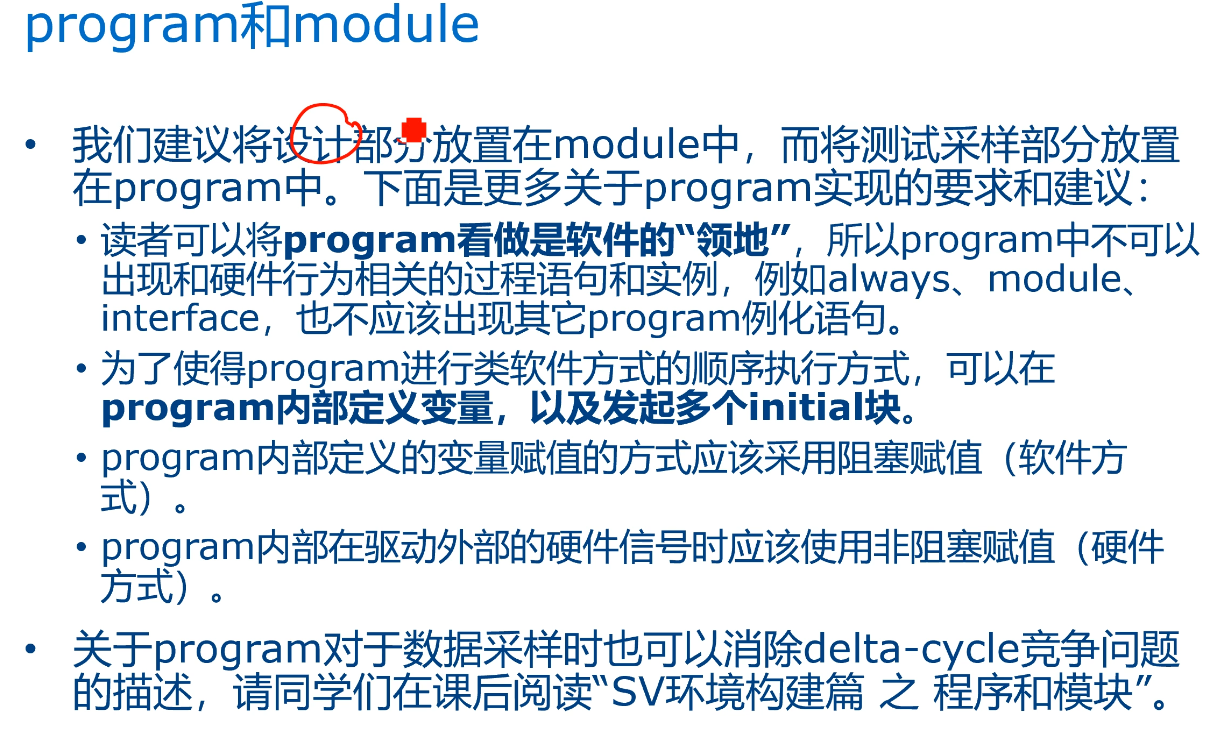 program和module
• 我们建议将设计部分放置在module中，而将测试采样部分放置
在program中。下面是更多关于program实现的要求和建议：
• 读者可以将program看做是软件的“领地”，所以program中不可以
出现和硬件行为相关的过程语句和实例，例如always、module、
interface，也不应该出现其它program例化语句。
• 为了使得program进行类软件方式的顺序执行方式，可以在
program内部定义变量，以及发起多个initial块。
• program内部定义的变量赋值的方式应该采用阻塞赋值（软件方
式）。
• program内部在驱动外部的硬件信号时应该使用非阻塞赋值（硬件
方式）。
• 关于program对于数据采样时也可以消除delta-cycle竞争问题
的描述，请同学们在课后阅读“SV环境构建篇 之 程序和模块”。